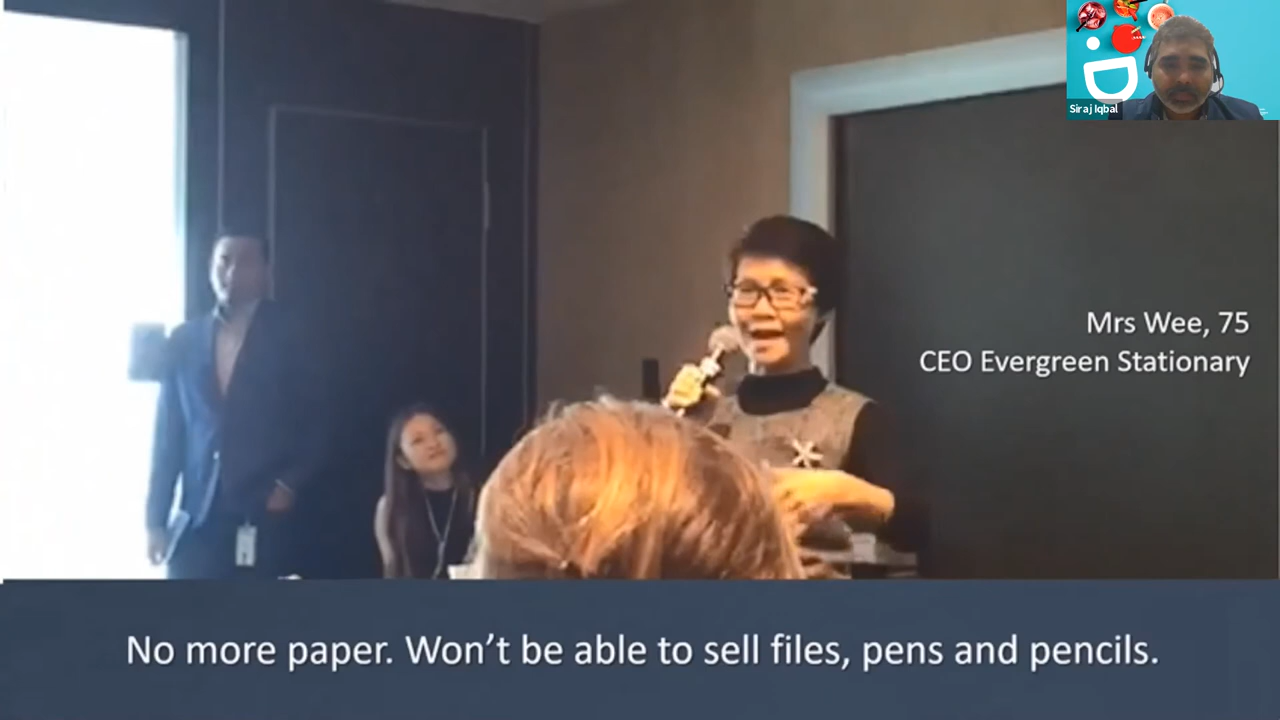 Siraj Iqbal
Mrs Wee, 75
CEO Evergreen Stationary
No more paper. Won't be able to sell files, pens and pencils.